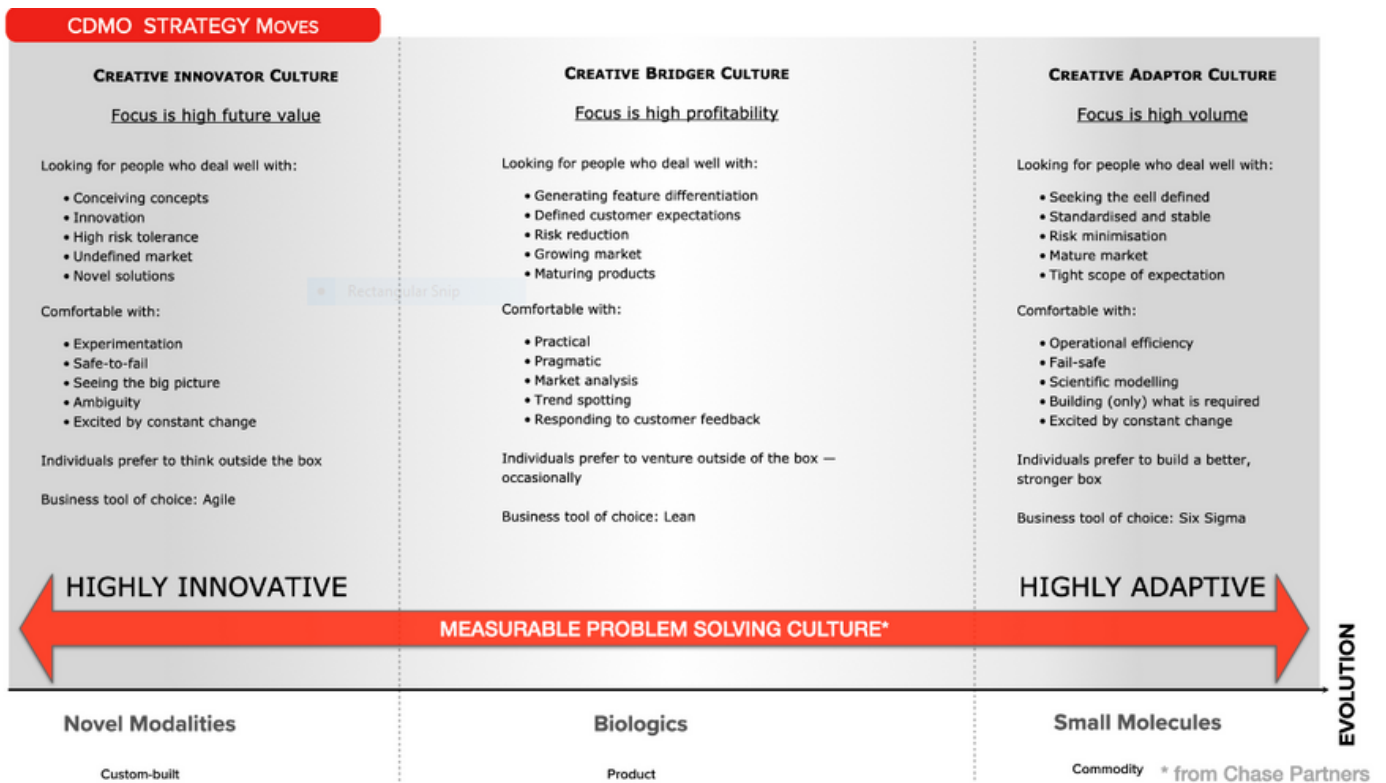 CDMO STRATEGY MOVES
CREATIVE INNOVATOR CULTURE
Focus is high future value
Looking for people who deal well with:
• Conceiving concepts
• Innovation
• High risk tolerance
• Undefined market
• Novel solutions
Comfortable with:
• Experimentation
• Safe-to-fail
• Seeing the big picture
• Ambiguity
• Excited by constant change
Individuals prefer to think outside the box
Business tool of choice: Agile
CREATIVE BRIDGER CULTURE
Focus is high profitability
Looking for people who deal well with:
• Generating feature differentiation
• Defined customer expectations
• Risk reduction
• Growing market
• Maturing products
Rectangular Snip
Comfortable with:
• Practical
• Pragmatic
• Market analysis
• Trend spotting
• Responding to customer feedback
Individuals prefer to venture outside of the box —
occasionally
Business tool of choice: Lean
CREATIVE ADAPTOR CULTURE
Focus is high volume
Looking for people who deal well with:
• Seeking the eell defined
• Standardised and stable
• Risk minimisation
• Mature market
• Tight scope of expectation
Comfortable with:
• Operational efficiency
• Fail-safe
• Scientific modelling
• Building (only) what is required
• Excited by constant change
Individuals prefer to build a better,
stronger box
Business tool of choice: Six Sigma
HIGHLY INNOVATIVE
HIGHLY ADAPTIVE
MEASURABLE PROBLEM SOLVING CULTURE*
EVOLUTION
Novel Modalities
Biologics
Small Molecules
Custom-built
Product
Commodity
* from Chase Partners